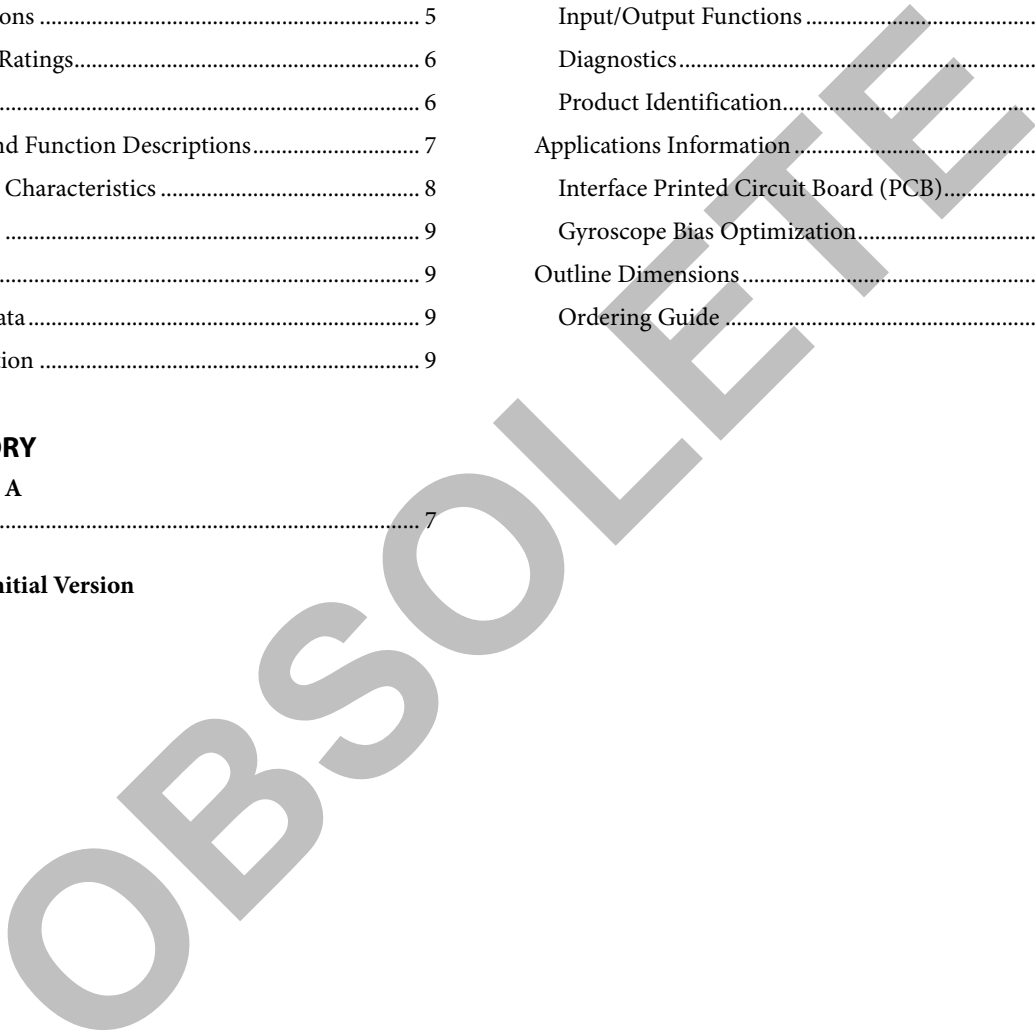 ons ........ 5
Ratings........ 6
........ 6
nd Function Descriptions........ 7
Characteristics ........ 8
........ 9
........ 9
ata........ 9
tion ........ 9
ORY
A
........ 7
nitial Version
Input/Output Functions ........
Diagnostics........
Product Identification........
Applications Information ........
Interface Printed Circuit Board (PCB)........
Gyroscope Bias Optimization........
Outline Dimensions ........
Ordering Guide ........
OBSOLETE